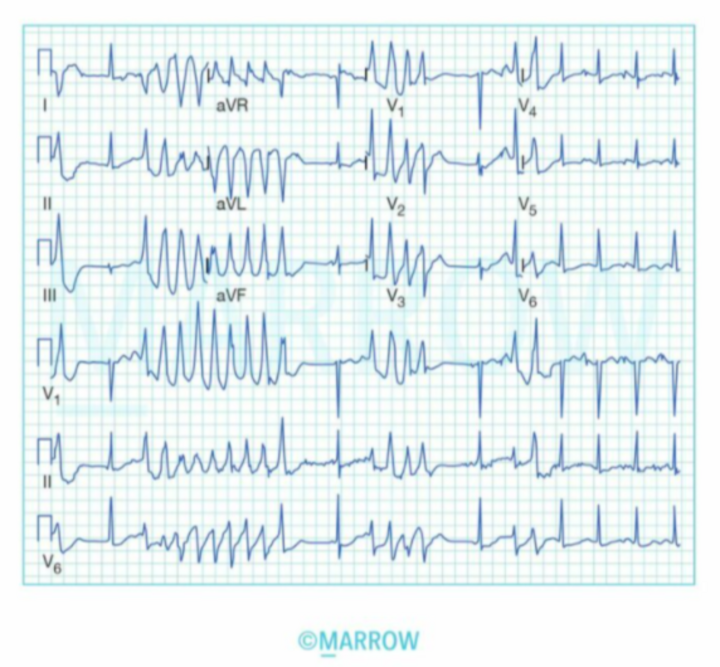 I aVR V1 V4
II aVL V2 V5
III aVF V3 V6
V1
II
V6
©MARROW